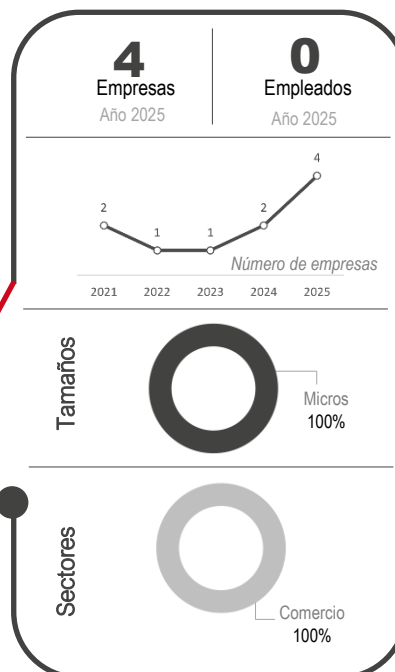 4
Empresas
Año 2025
0
Empleados
Año 2025
2
1
1
2
4
Número de empresas
2021
2022
2023
2024
2025
Tamaños
Micros
100%
Sectores
Comercio
100%